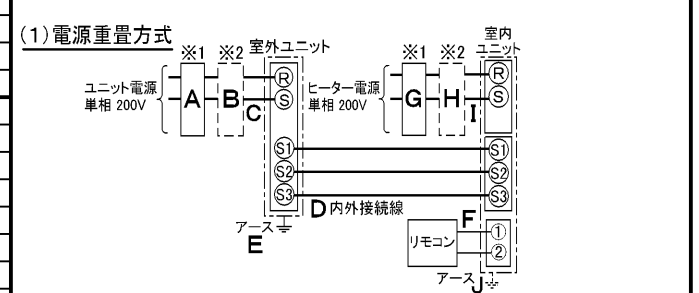 (1)電源重畳方式
※1 ※2 室外ユニット
ユニット電源
単相 200V
A B C
R
S
※1 ※2 室内
ユニット
ヒーター電源
単相 200V
G H I
R
S
S1 S1
S2 S2
S3 S3
D 内外接続線
アース
E
リモコン F
①
②
アース J